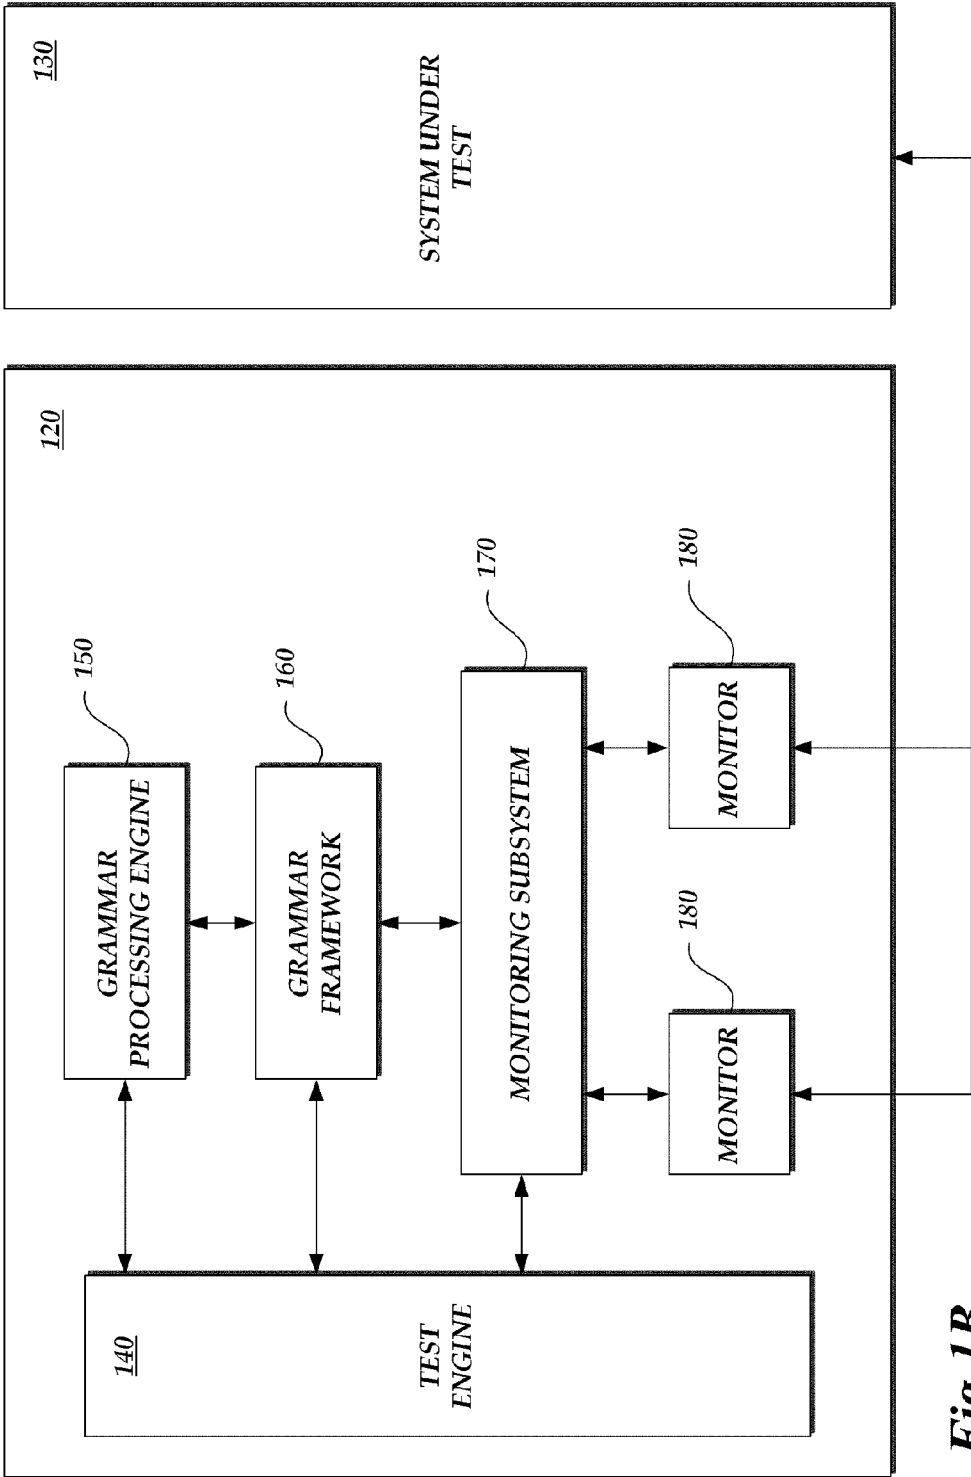 120
140
TEST
ENGINE
GRAMMAR
PROCESSING ENGINE
150
GRAMMAR
FRAMEWORK
160
MONITORING SUBSYSTEM
170
MONITOR
180
MONITOR
180
130
SYSTEM UNDER
TEST
Fig. 1B